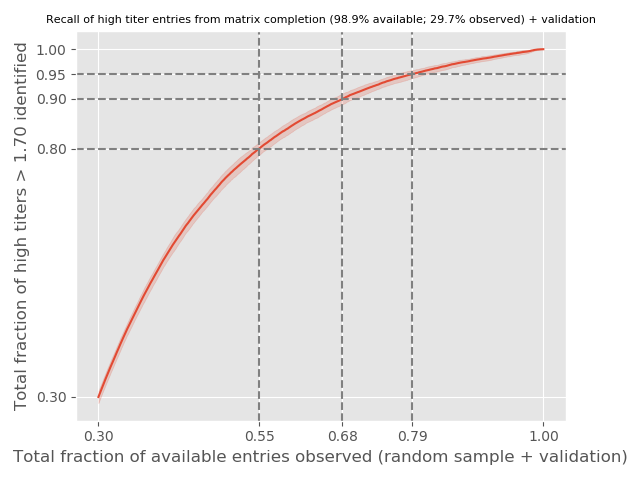 Recall of high titer entries from matrix completion (98.9% available; 29.7% observed) + validation
Total fraction of high titers > 1.70 identified
1.00
0.95
0.90
0.80
0.30
0.30 0.55 0.68 0.79 1.00
Total fraction of available entries observed (random sample + validation)